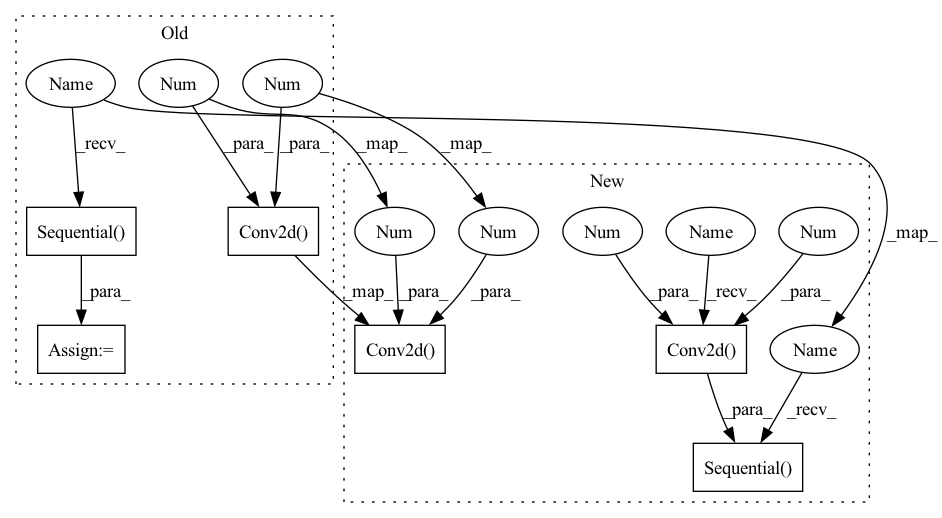 Old
Name
Num
Num
_recv_
_para_
_para_
_map_
_map_
New
Sequential()
Conv2d()
Num
Num
Num
Name
Num
_map_
_para_
_map_
_para_
_para_
_para_
_recv_
_para_
Assign:=
Conv2d()
Conv2d()
Name
_para_
_recv_
Sequential()